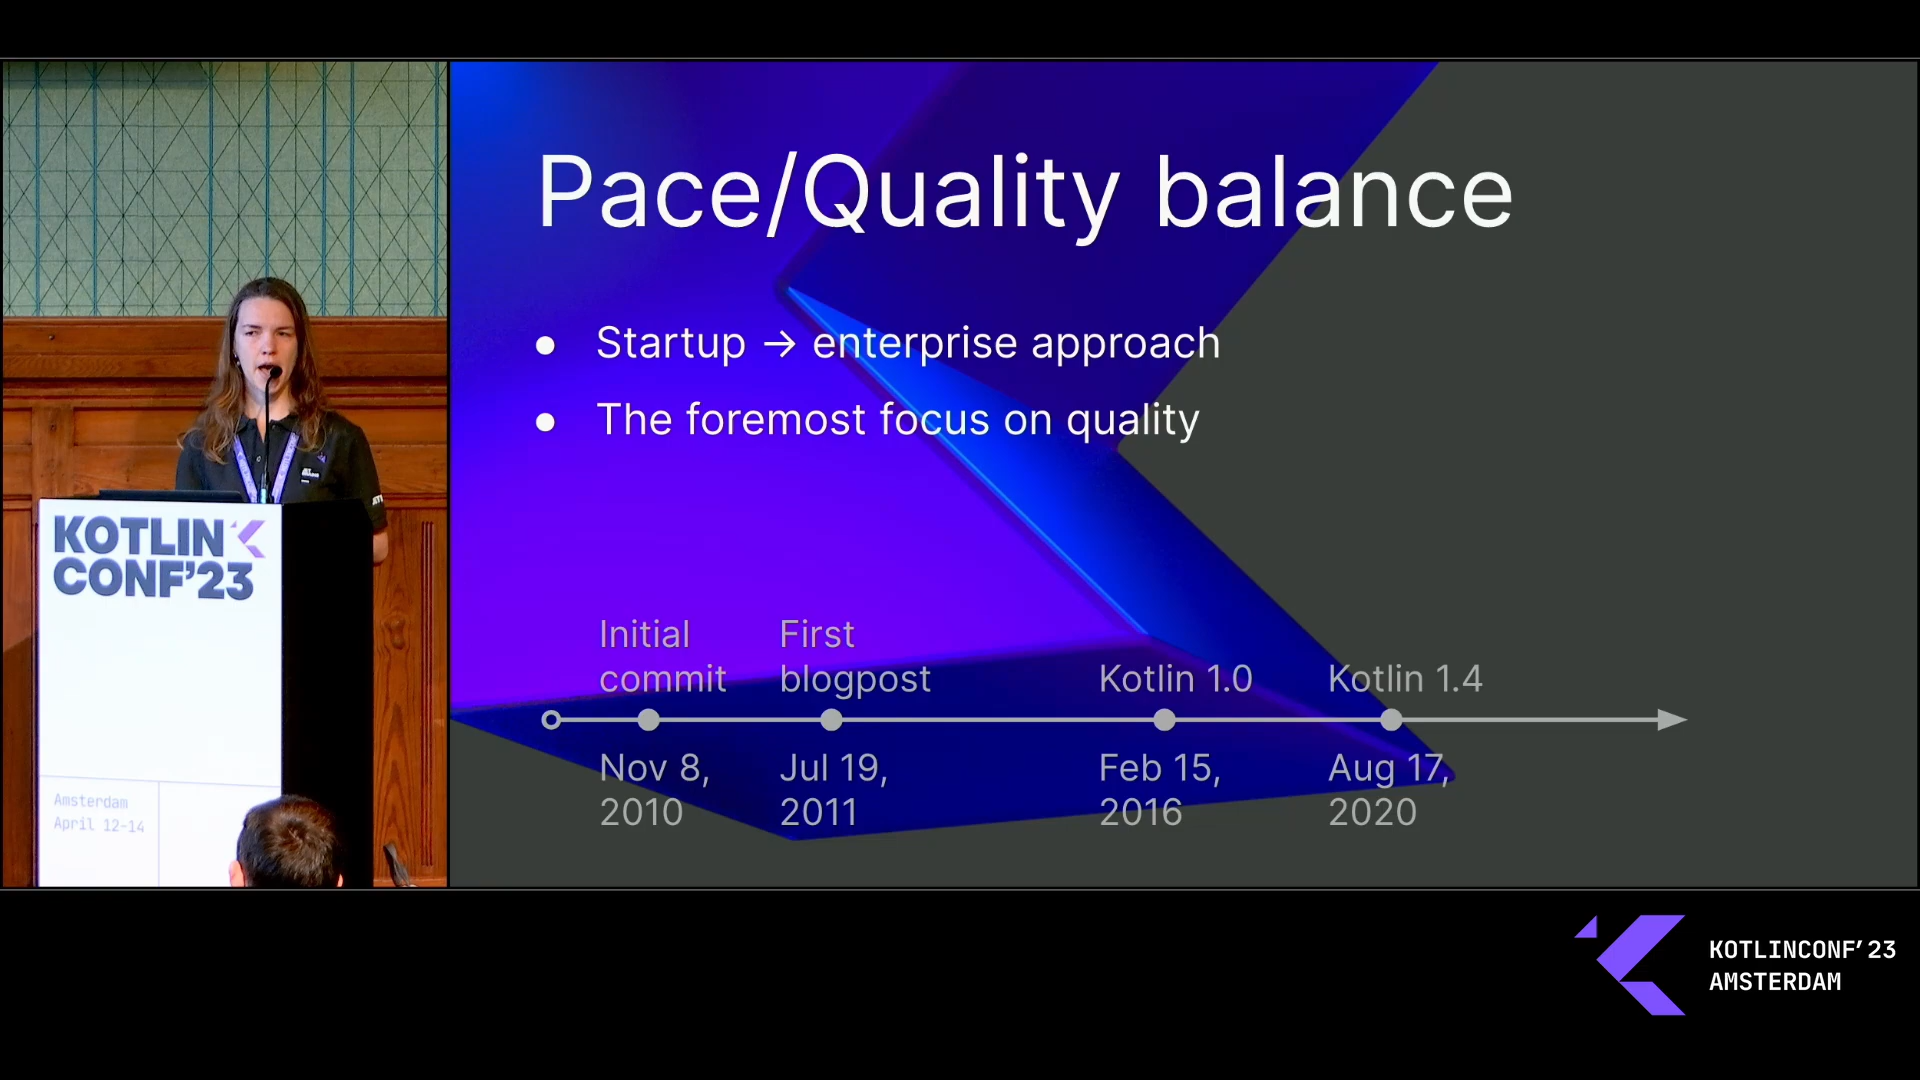 Pace/Quality balance
● Startup → enterprise approach
● The foremost focus on quality
Initial
commit
First
blogpost
Kotlin 1.0
Kotlin 1.4
Nov 8,
2010
Jul 19,
2011
Feb 15,
2016
Aug 17,
2020
KOTLIN
CONF’23
Amsterdam
April 12–14
KOTLINCONF’23
AMSTERDAM